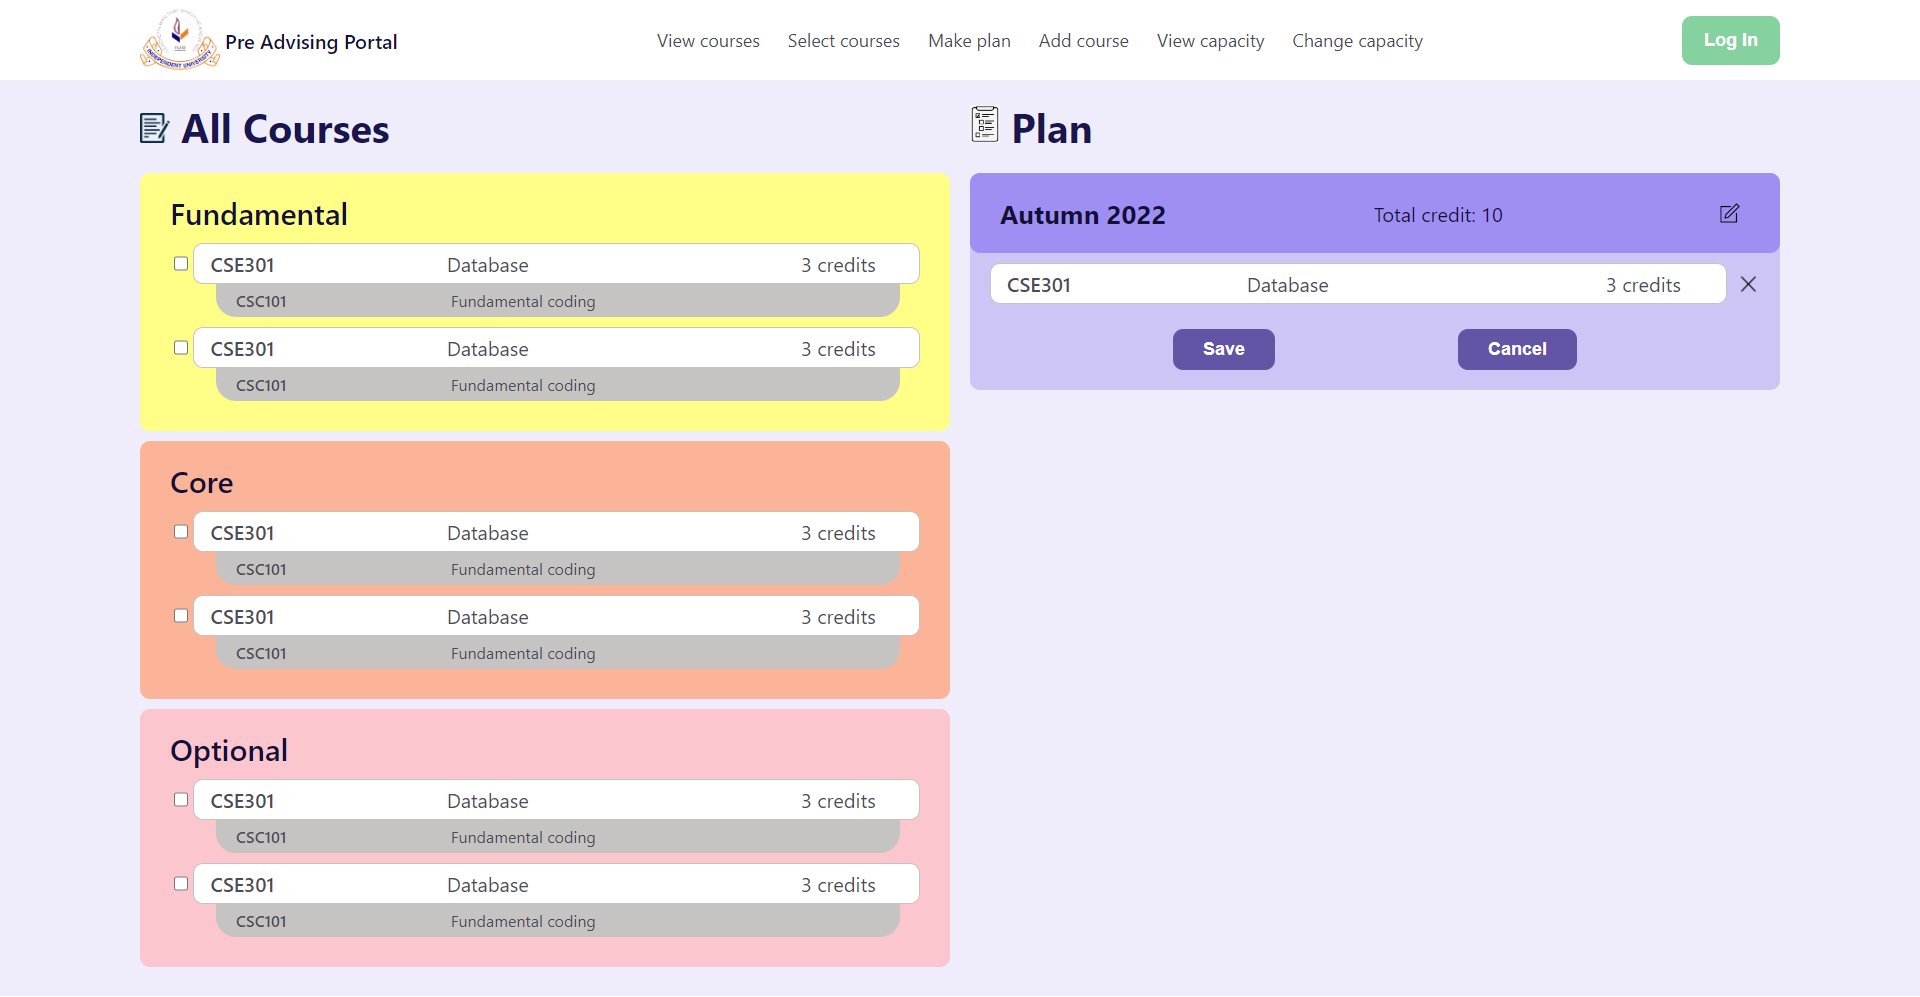 INDEPENDENT UNIVERSITY
Pre Advising Portal
View courses
Select courses
Make plan
Add course
View capacity
Change capacity
Log In
All Courses
Fundamental
CSE301 Database 3 credits
CSC101 Fundamental coding
CSE301 Database 3 credits
CSC101 Fundamental coding
Core
CSE301 Database 3 credits
CSC101 Fundamental coding
CSE301 Database 3 credits
CSC101 Fundamental coding
Optional
CSE301 Database 3 credits
CSC101 Fundamental coding
CSE301 Database 3 credits
CSC101 Fundamental coding
Plan
Autumn 2022 Total credit: 10
CSE301 Database 3 credits
Save Cancel